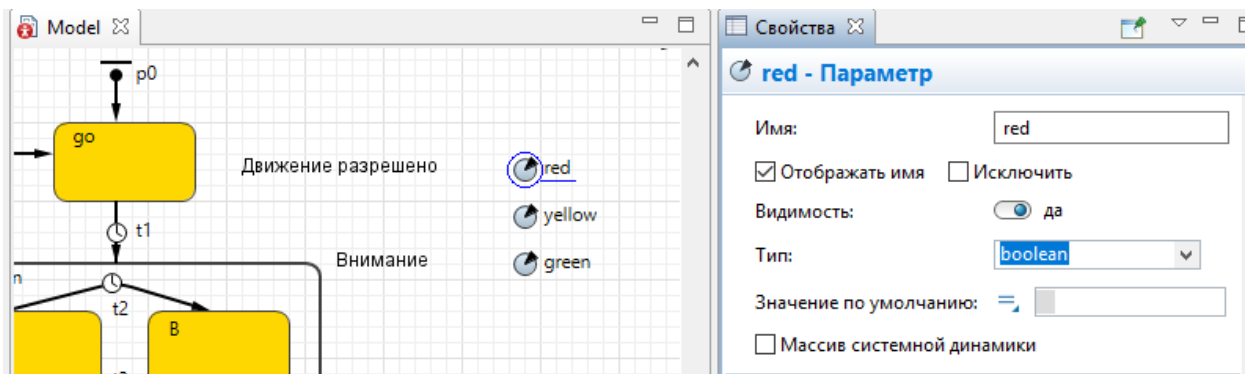 Model
p0
go
Движение разрешено
red
yellow
t1
Внимание
green
n
t2
B
Свойства
red - Параметр
Имя: red
Отображать имя Исключить
Видимость: да
Тип: boolean
Значение по умолчанию:
Массив системной динамики